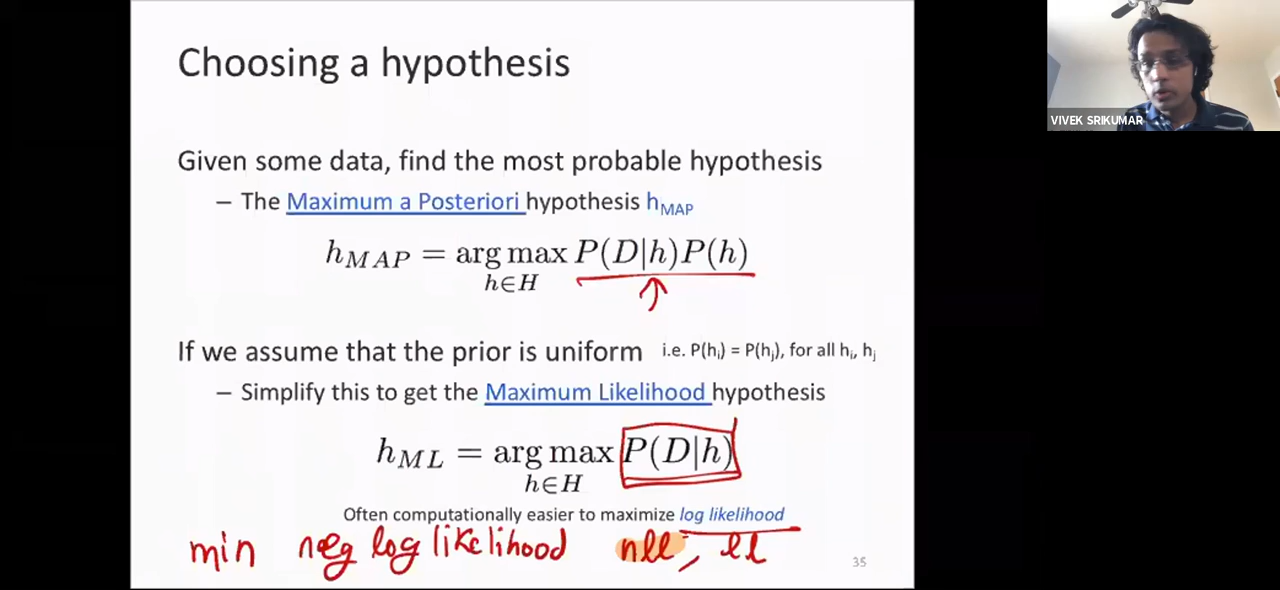 Choosing a hypothesis
VIVEK SRIKUMAR
Given some data, find the most probable hypothesis
– The Maximum a Posteriori hypothesis hMAP
hMAP = arg max P(D|h)P(h)
h∈H
If we assume that the prior is uniform i.e. P(hi) = P(hj), for all hi, hj
– Simplify this to get the Maximum Likelihood hypothesis
hML = arg max P(D|h)
h∈H
Often computationally easier to maximize log likelihood
min neg log likelihood nll, ll
35